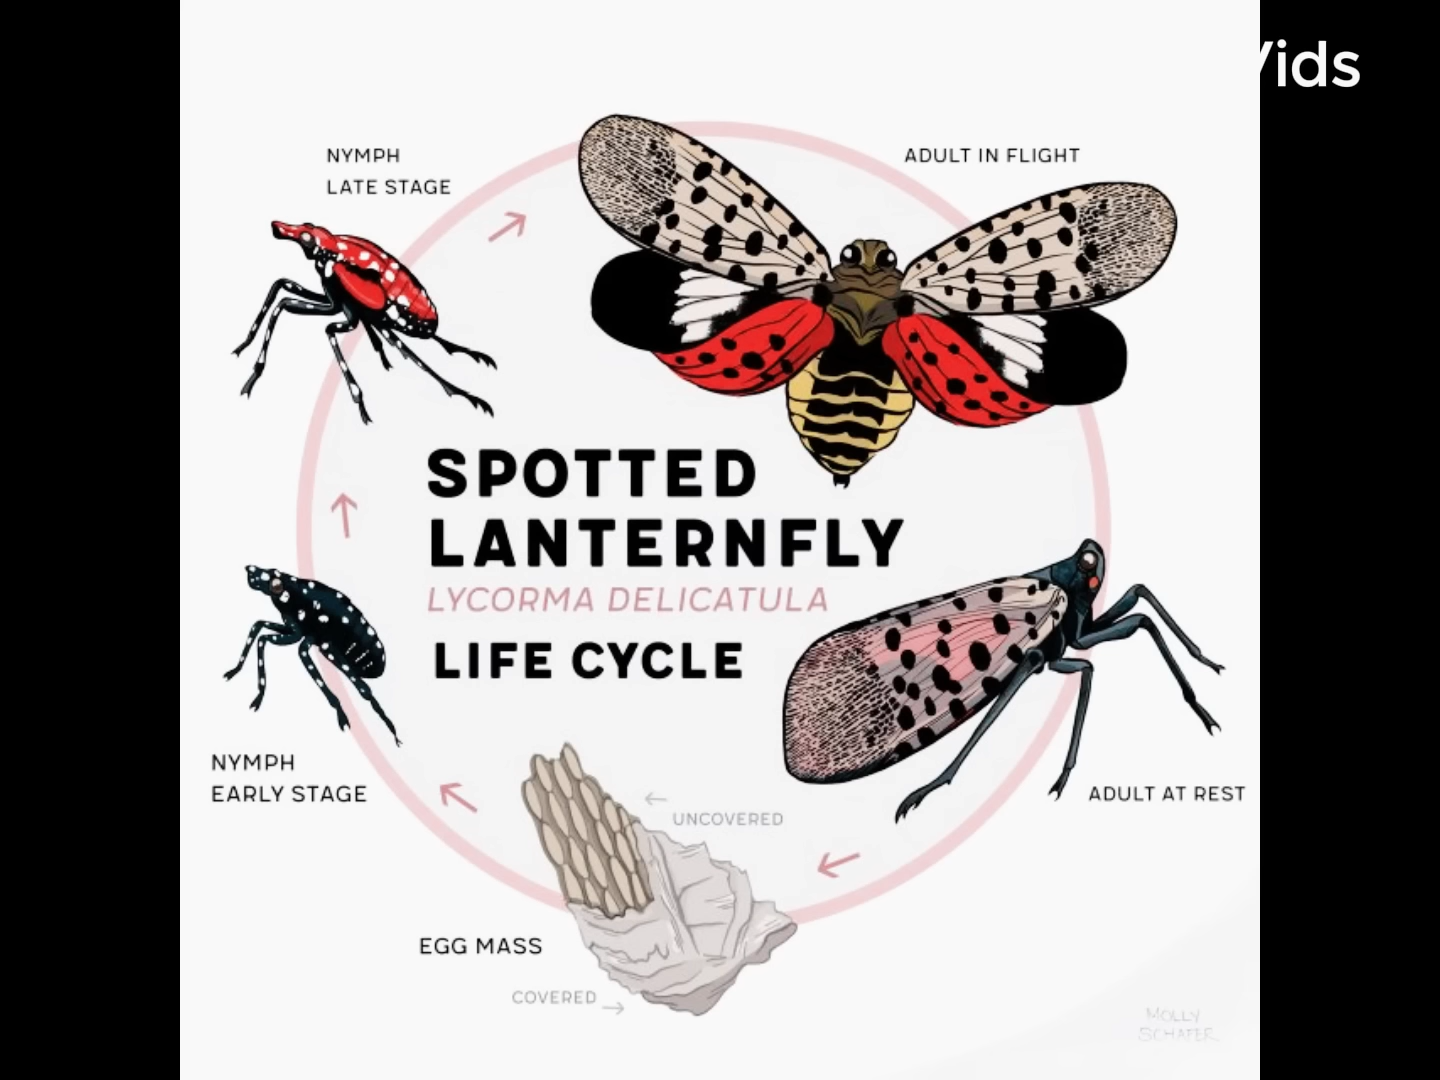 Vids
NYMPH
LATE STAGE
ADULT IN FLIGHT
SPOTTED
LANTERNFLY
LYCORMA DELICATULA
LIFE CYCLE
NYMPH
EARLY STAGE
ADULT AT REST
UNCOVERED
EGG MASS
COVERED
MOLLY
SCHAFER